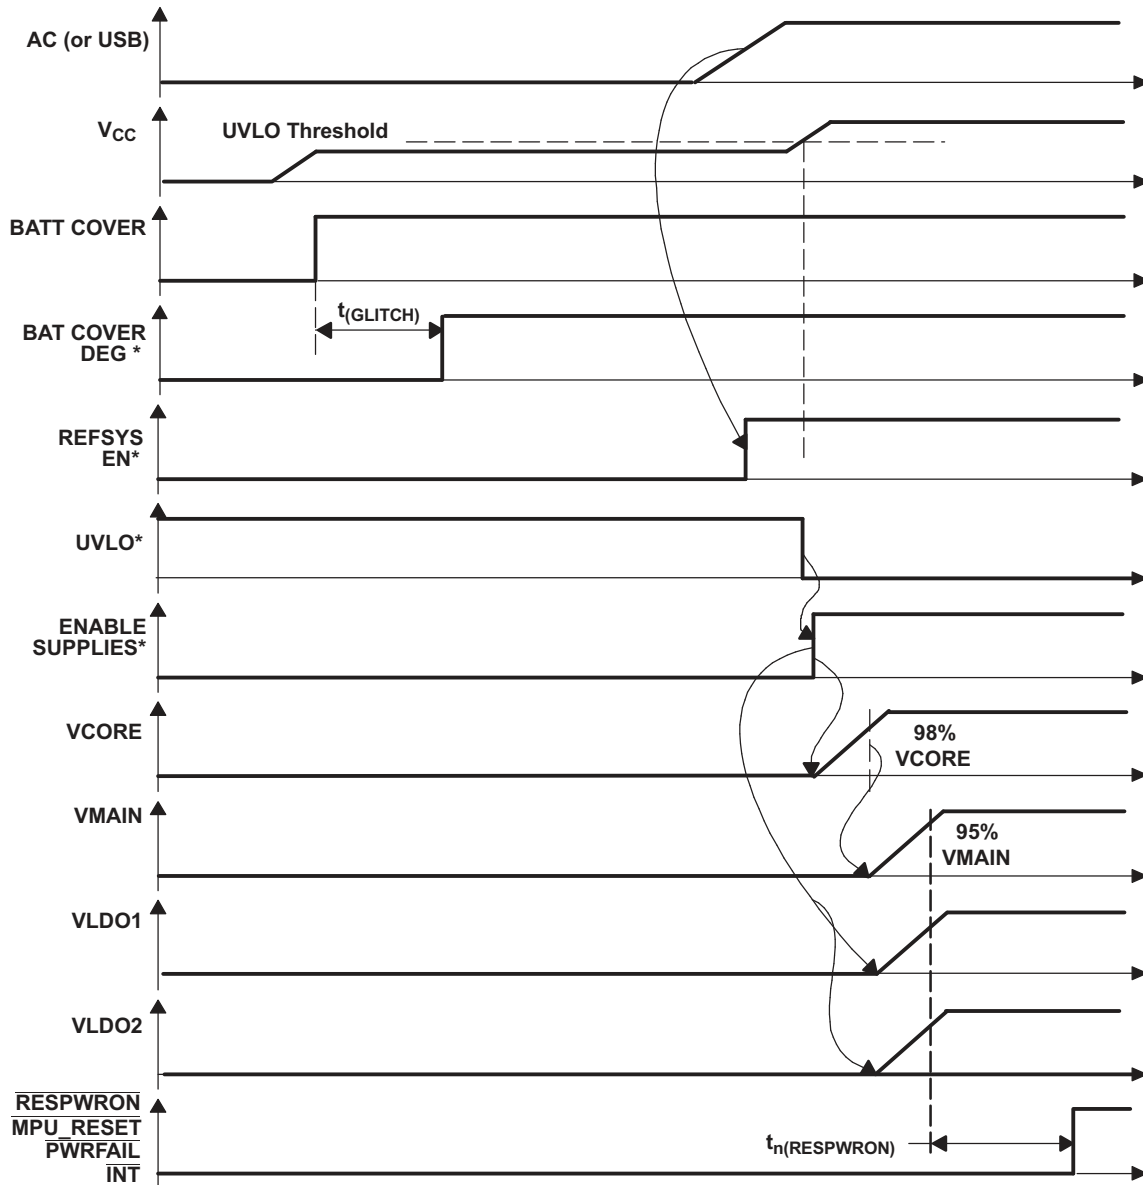 AC (or USB)
VCC
UVLO Threshold
BATT COVER
t(GLITCH)
BAT COVER
DEG *
REFSYS
EN*
UVLO*
ENABLE
SUPPLIES*
VCORE
98%
VCORE
VMAIN
95%
VMAIN
VLDO1
VLDO2
RESPWRON
MPU_RESET
PWRFAIL
INT
tn(RESPWRON)